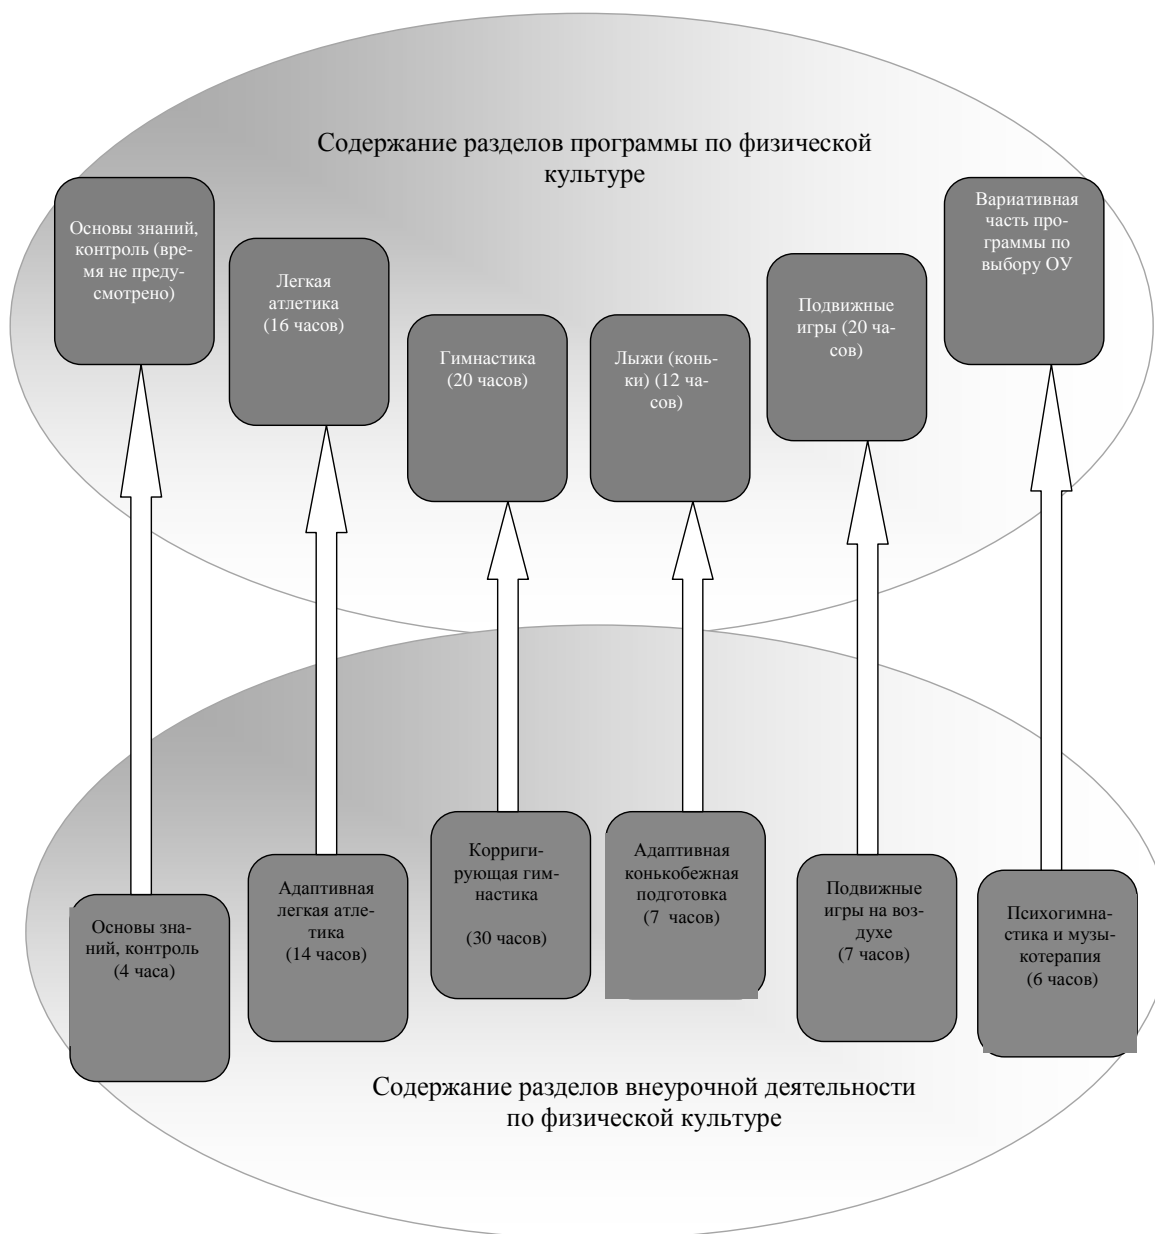 Содержание разделов программы по физической
культуре
Основы знаний,
контроль (вре-
мя не преду-
смотрено)
Легкая
атлетика
(16 часов)
Гимнастика
(20 часов)
Лыжи (конь-
ки) (12 ча-
сов)
Подвижные
игры (20 ча-
сов)
Вариативная
часть про-
граммы по
выбору ОУ
Основы зна-
ний, контроль
(4 часа)
Адаптивная
легкая атле-
тика
(14 часов)
Корриги-
рующая гим-
настика
(30 часов)
Адаптивная
конькобежная
подготовка
(7 часов)
Подвижные
игры на воз-
духе
(7 часов)
Психогимна-
стика и музы-
котерапия
(6 часов)
Содержание разделов внеурочной деятельности
по физической культуре